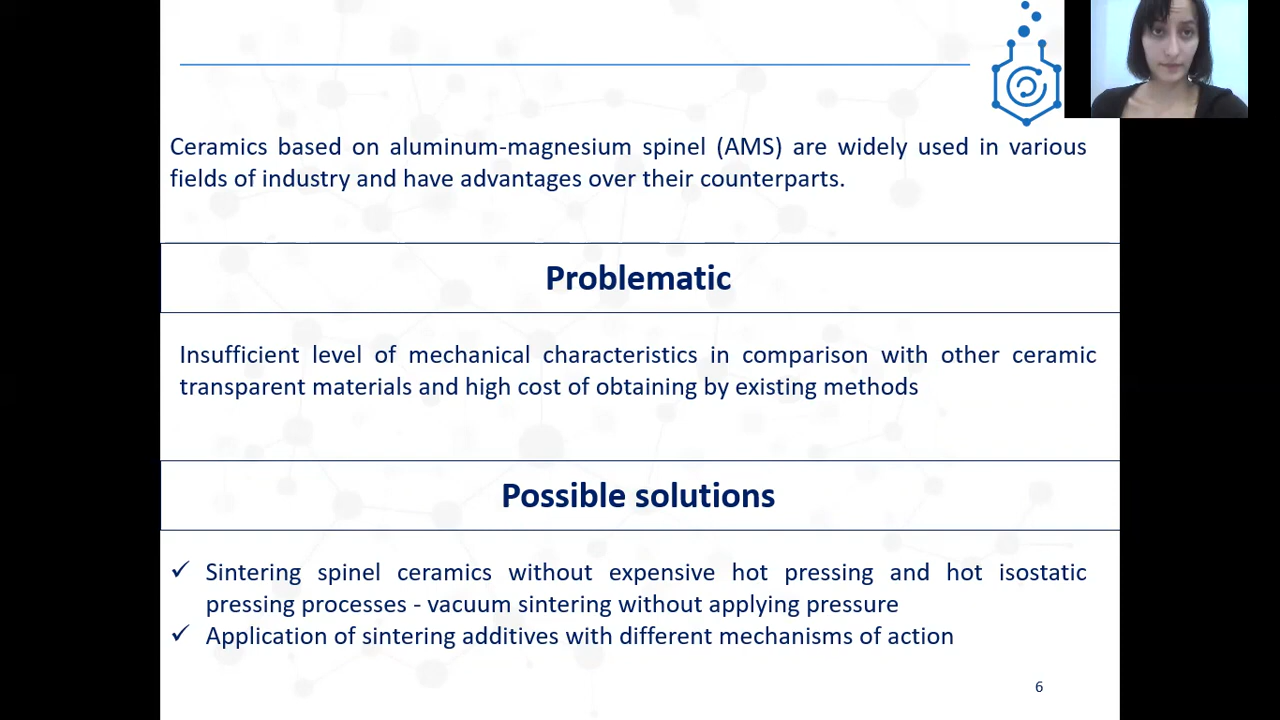 Ceramics based on aluminum-magnesium spinel (AMS) are widely used in various
fields of industry and have advantages over their counterparts.
Problematic
Insufficient level of mechanical characteristics in comparison with other ceramic
transparent materials and high cost of obtaining by existing methods
Possible solutions
✓ Sintering spinel ceramics without expensive hot pressing and hot isostatic
pressing processes - vacuum sintering without applying pressure
✓ Application of sintering additives with different mechanisms of action
6